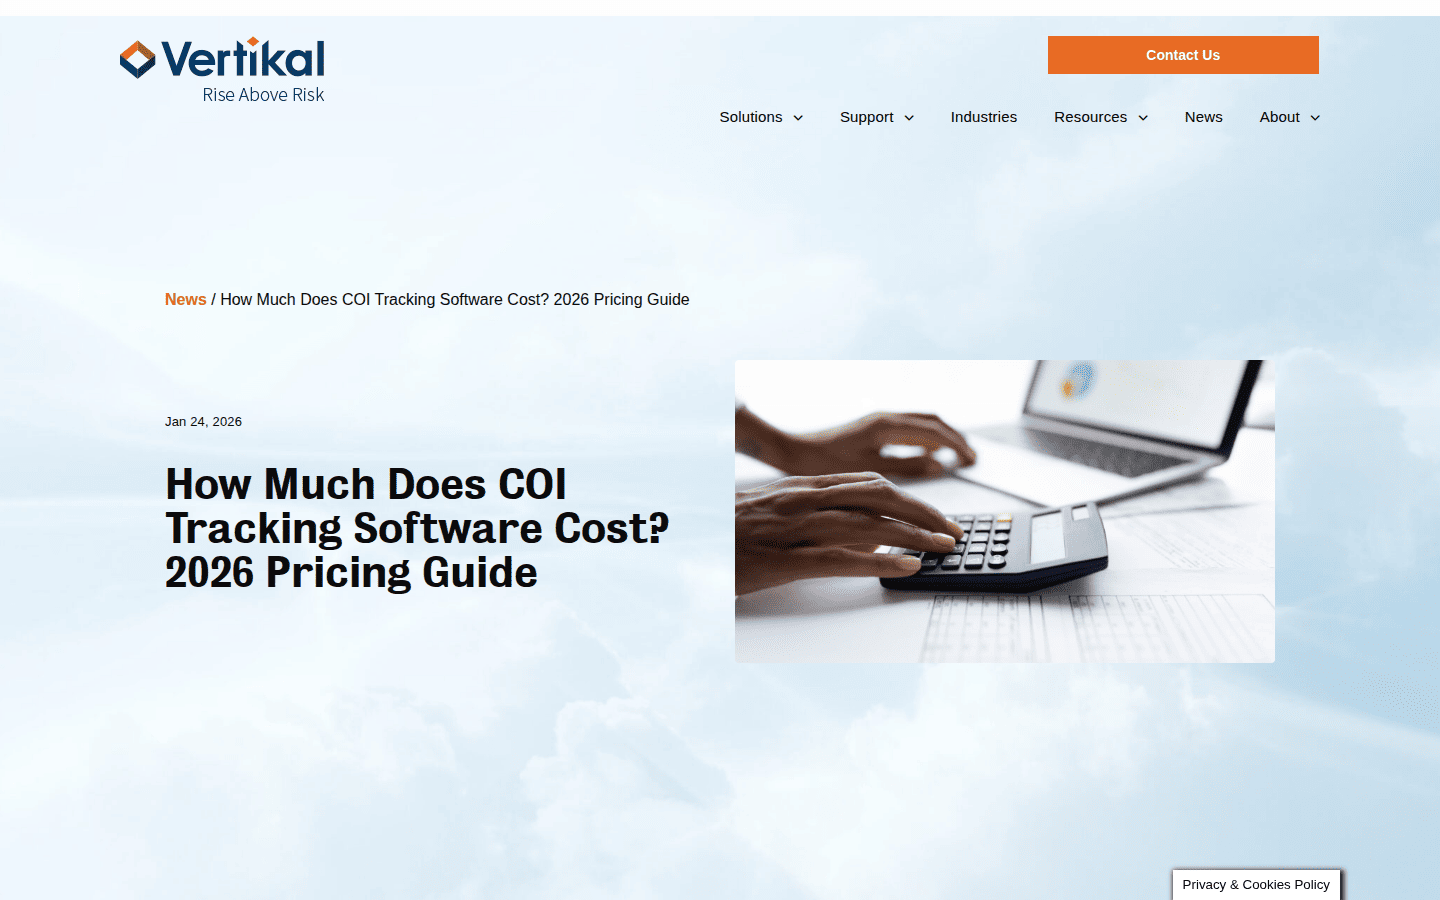 Vertikal
Rise Above Risk
Contact Us
Solutions
Support
Industries
Resources
News
About
News / How Much Does COI Tracking Software Cost? 2026 Pricing Guide
Jan 24, 2026
How Much Does COI
Tracking Software Cost?
2026 Pricing Guide
Privacy & Cookies Policy